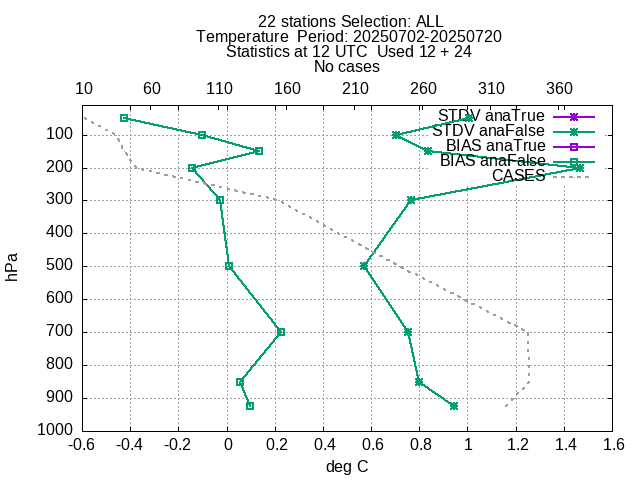 22 stations Selection: ALL
Temperature  Period: 20250702-20250720
Statistics at 12 UTC  Used 12 + 24
No cases
10 60 110 160 210 260 310 360
STDV anaTrue
STDV anaFalse
BIAS anaTrue
BIAS anaFalse
CASES
100
200
300
400
500
600
700
800
900
1000
hPa
-0.6 -0.4 -0.2 0 0.2 0.4 0.6 0.8 1 1.2 1.4 1.6
deg C